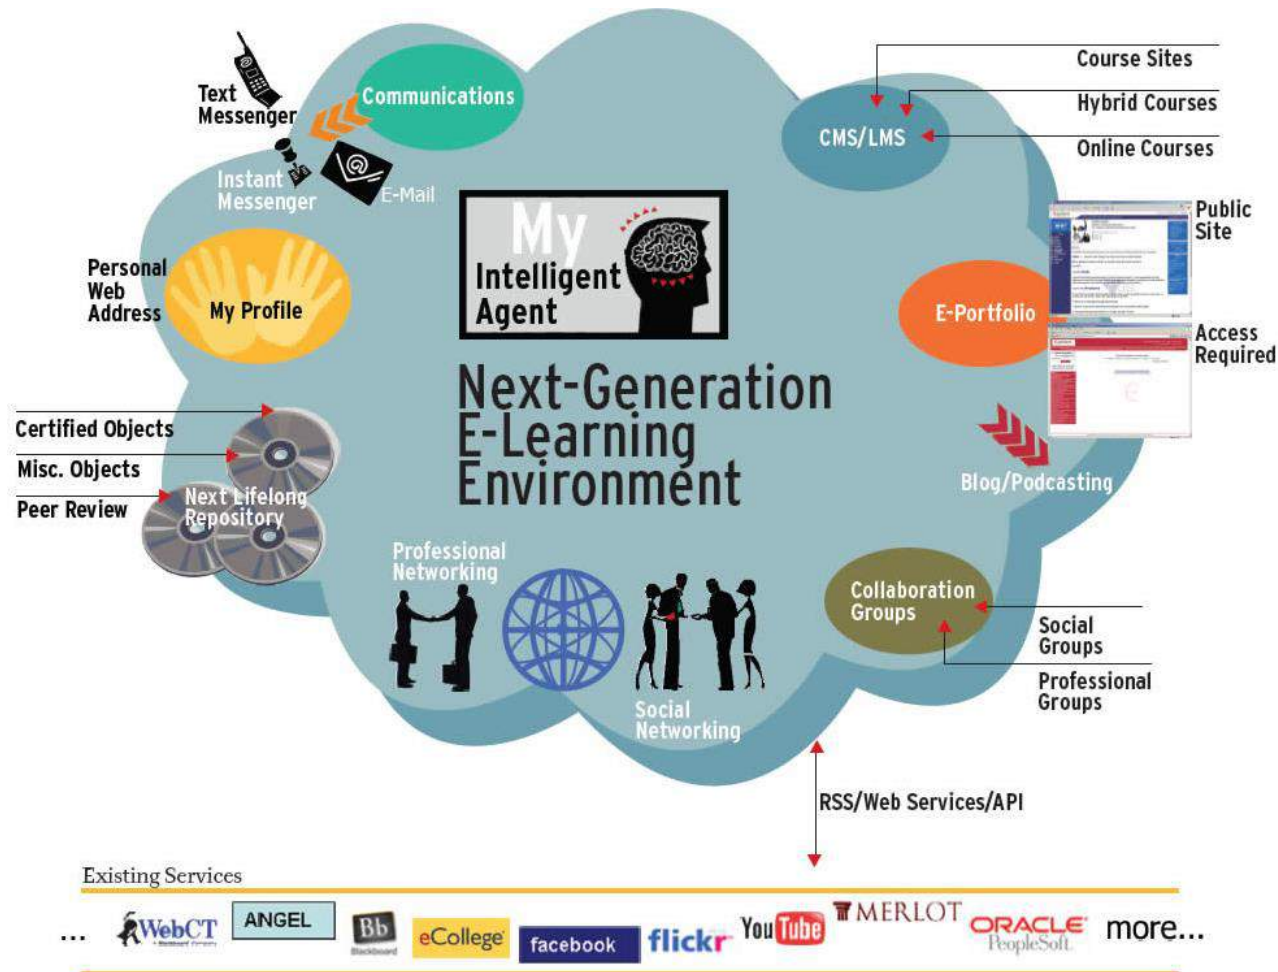 Course Sites
Communications
Text
Messenger
CMS/LMS
Hybrid Courses
Online Courses
Instant
Messenger
E-Mail
My
Intelligent
Agent
Public
Site
Personal
Web
Address
My Profile
E-Portfolio
Access
Required
Next-Generation
E-Learning
Environment
Certified Objects
Misc. Objects
Peer Review
Next Lifelong
Repository
Blog/Podcasting
Professional
Networking
Collaboration
Groups
Social
Groups
Professional
Groups
Social
Networking
RSS/Web Services/API
Existing Services
...
WebCT
ANGEL
Bb
Blackboard
eCollege
facebook
flickr
You Tube
MERLOT
ORACLE
PeopleSoft
more...